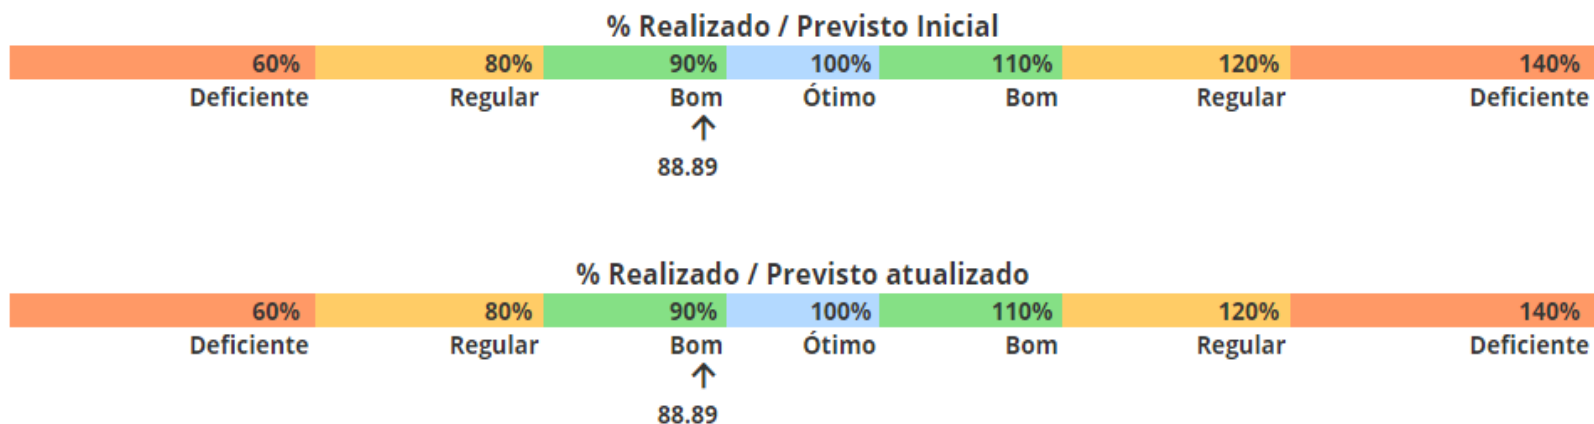 % Realizado / Previsto Inicial
60% 80% 90% 100% 110% 120% 140%
Deficiente Regular Bom Ótimo Bom Regular Deficiente
↑
88.89
% Realizado / Previsto atualizado
60% 80% 90% 100% 110% 120% 140%
Deficiente Regular Bom Ótimo Bom Regular Deficiente
↑
88.89